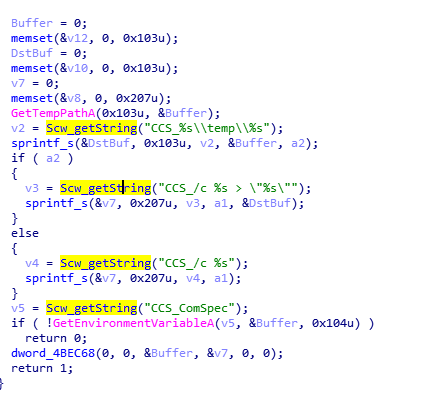 Buffer = 0;
memset(&v12, 0, 0x103u);
DstBuf = 0;
memset(&v10, 0, 0x103u);
v7 = 0;
memset(&v8, 0, 0x207u);
GetTempPathA(0x103u, &Buffer);
v2 = Scw_getString("CCS_%s\\temp\\%s");
sprintf_s(&DstBuf, 0x103u, v2, &Buffer, a2);
if ( a2 )
{
v3 = Scw_getString("CCS_/c %s > \"%s\"");
sprintf_s(&v7, 0x207u, v3, a1, &DstBuf);
}
else
{
v4 = Scw_getString("CCS_/c %s");
sprintf_s(&v7, 0x207u, v4, a1);
}
v5 = Scw_getString("CCS_ComSpec");
if ( !GetEnvironmentVariableA(v5, &Buffer, 0x104u) )
return 0;
dword_4BEC68(0, 0, &Buffer, &v7, 0, 0);
return 1;
}